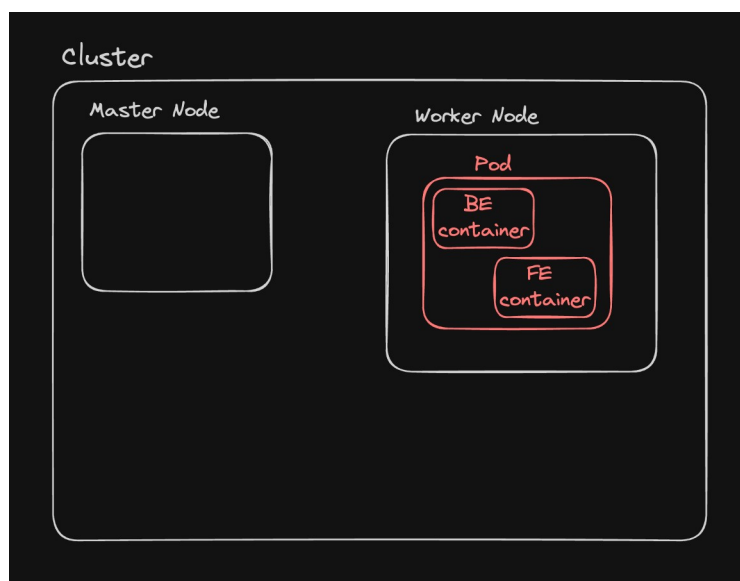 Cluster
Master Node
Worker Node
Pod
BE
container
FE
container